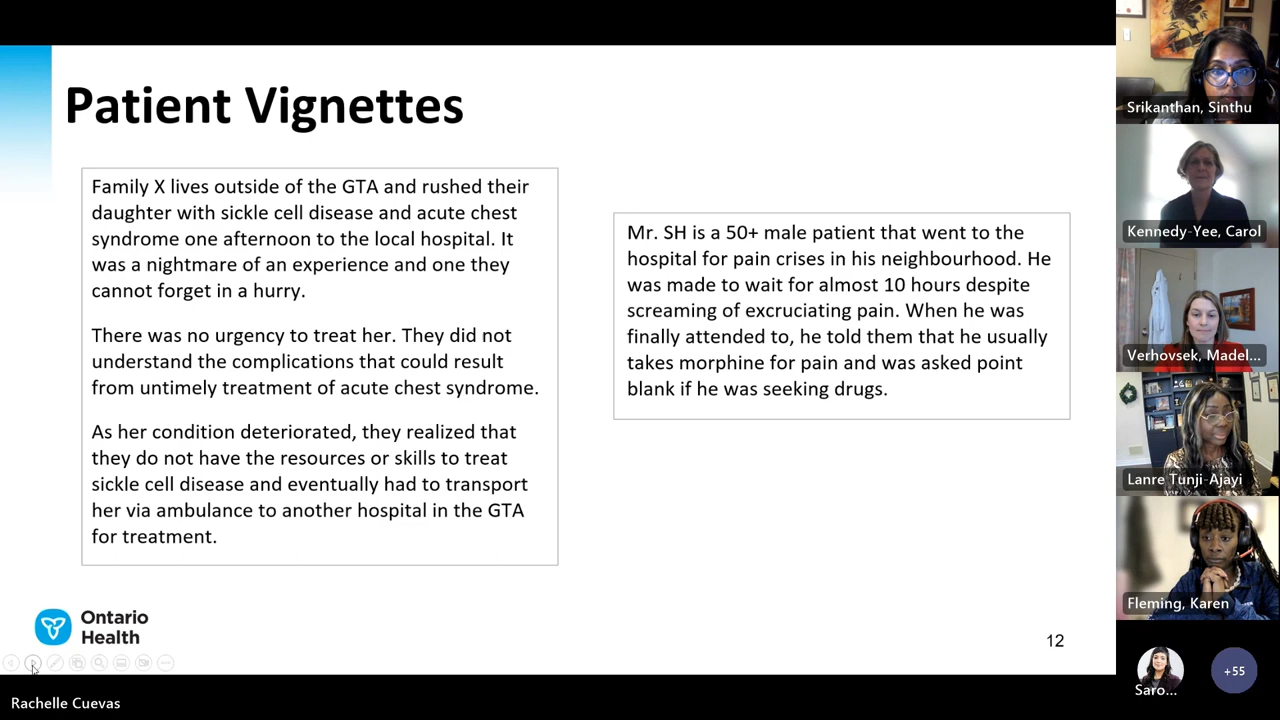 Patient Vignettes
Family X lives outside of the GTA and rushed their
daughter with sickle cell disease and acute chest
syndrome one afternoon to the local hospital. It
was a nightmare of an experience and one they
cannot forget in a hurry.
There was no urgency to treat her. They did not
understand the complications that could result
from untimely treatment of acute chest syndrome.
As her condition deteriorated, they realized that
they do not have the resources or skills to treat
sickle cell disease and eventually had to transport
her via ambulance to another hospital in the GTA
for treatment.
Mr. SH is a 50+ male patient that went to the
hospital for pain crises in his neighbourhood. He
was made to wait for almost 10 hours despite
screaming of excruciating pain. When he was
finally attended to, he told them that he usually
takes morphine for pain and was asked point
blank if he was seeking drugs.
Ontario
Health
12
Rachelle Cuevas
Srikanthan, Sinthu
Kennedy-Yee, Carol
Verhovsek, Madel...
Lanre Tunji-Ajayi
Fleming, Karen
Saro...
+55